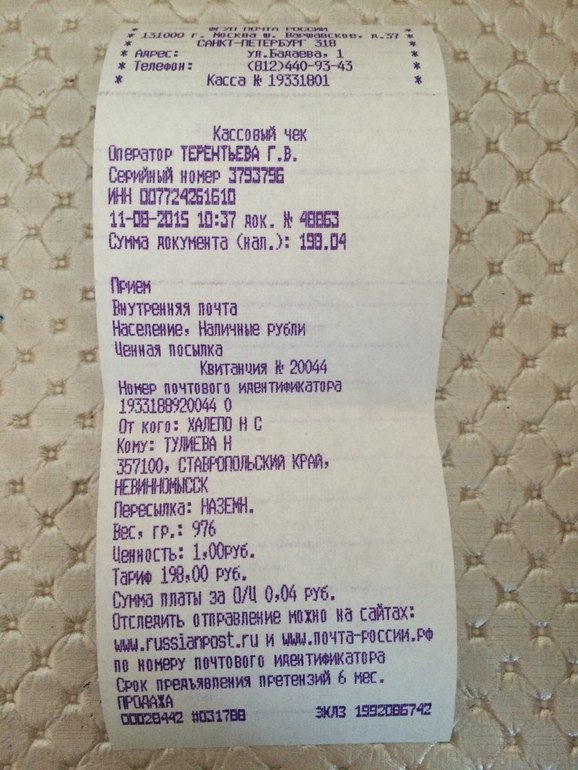 ФГУП ПОЧТА РОССИИ
* 131000 г. Москва ш. Варшавское, д.37 *
* САНКТ-ПЕТЕРБУРГ 318 *
* Адрес: ул.Бадаева, 1 *
* Телефон: (812)440-93-43 *
* Касса № 19331801 *
Кассовый чек
Оператор ТЕРЕНТЬЕВА Г.В.
Серийный номер 3793796
ИНН 007724261610
11-08-2015 10:37 док. № 48863
Сумма документа (нал.): 198.04
Прием
Внутренняя почта
Население, Наличные рубли
Ценная посылка
Квитанция № 20044
Номер почтового идентификатора
1933188920044 0
От кого: ХАЛЕПО Н С
Кому: ТУЛИЕВА Н
357100, СТАВРОПОЛЬСКИЙ КРАЙ,
НЕВИННОМЫССК
Пересылка: НАЗЕМН.
Вес, гр.: 976
Ценность: 1,00руб.
Тариф 198,00 руб.
Сумма платы за О/Ц 0,04 руб.
Отследить отправление можно на сайтах:
www.russianpost.ru и www.почта-россии.рф
по номеру почтового идентификатора
Срок предъявления претензий 6 мес.
ПРОДАЖА
00028442 #031788 ЭКЛЗ 1992086742